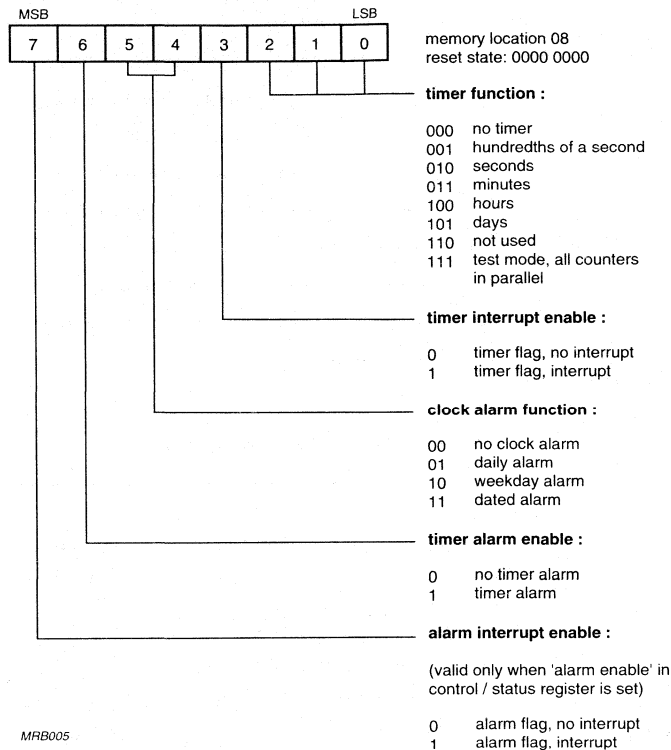 MSB LSB
7 6 5 4 3 2 1 0
memory location 08
reset state: 0000 0000
timer function :
000 no timer
001 hundredths of a second
010 seconds
011 minutes
100 hours
101 days
110 not used
111 test mode, all counters
in parallel
timer interrupt enable :
0 timer flag, no interrupt
1 timer flag, interrupt
clock alarm function :
00 no clock alarm
01 daily alarm
10 weekday alarm
11 dated alarm
timer alarm enable :
0 no timer alarm
1 timer alarm
alarm interrupt enable :
(valid only when 'alarm enable' in
control / status register is set)
0 alarm flag, no interrupt
1 alarm flag, interrupt
MRB005